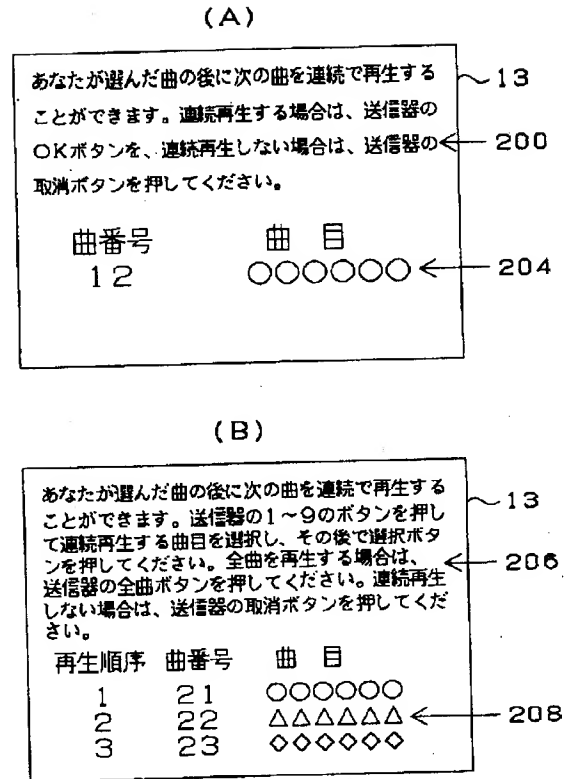 (A)
あなたが選んだ曲の後に次の曲を連続で再生する
ことができます。連続再生する場合は、送信器の
OKボタンを、連続再生しない場合は、送信器の
取消ボタンを押してください。
13
200
曲番号 曲 目
12 ○○○○○○
204
(B)
あなたが選んだ曲の後に次の曲を連続で再生する
ことができます。送信器の1~9のボタンを押し
て連続再生する曲目を選択し、その後で選択ボタ
ンを押してください。全曲を再生する場合は、
送信器の全曲ボタンを押してください。連続再生
しない場合は、送信器の取消ボタンを押してくだ
さい。
13
206
再生順序 曲番号 曲 目
1 21 ○○○○○○
2 22 △△△△△△
3 23 ◇◇◇◇◇◇
208